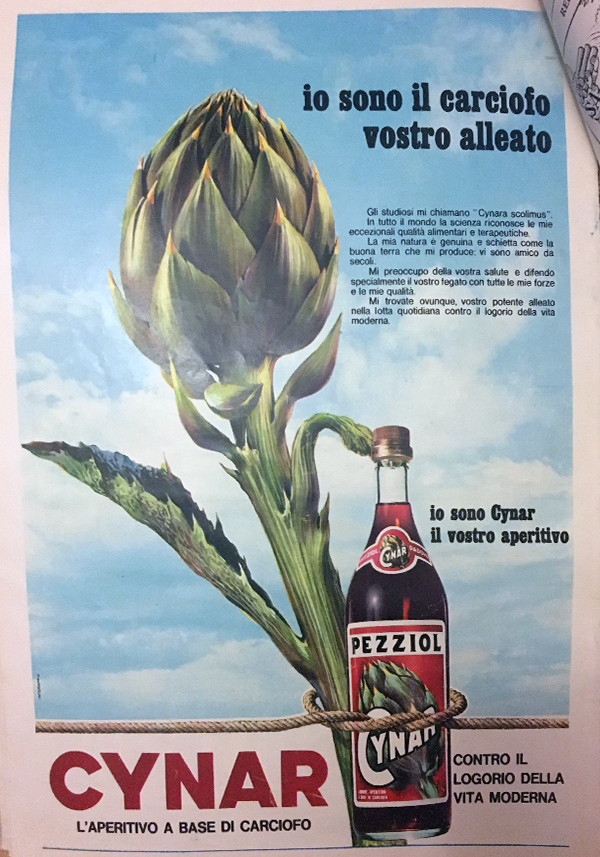 io sono il carciofo
vostro alleato
Gli studiosi mi chiamano "Cynara scolimus".
In tutto il mondo la scienza riconosce le mie
eccezionali qualità alimentari e terapeutiche.
La mia natura è genuina e schietta come la
buona terra che mi produce: vi sono amico da
secoli.
Mi preoccupo della vostra salute e difendo
specialmente il vostro fegato con tutte le mie forze
e le mie qualità.
Mi trovate ovunque, vostro potente alleato
nella lotta quotidiana contro il logorio della vita
moderna.
io sono Cynar
il vostro aperitivo
PEZZIOL
CYNAR
PADOVA
PEZZIOL
CYNAR
CYNAR
L'APERITIVO A BASE DI CARCIOFO
CONTRO IL
LOGORIO DELLA
VITA MODERNA